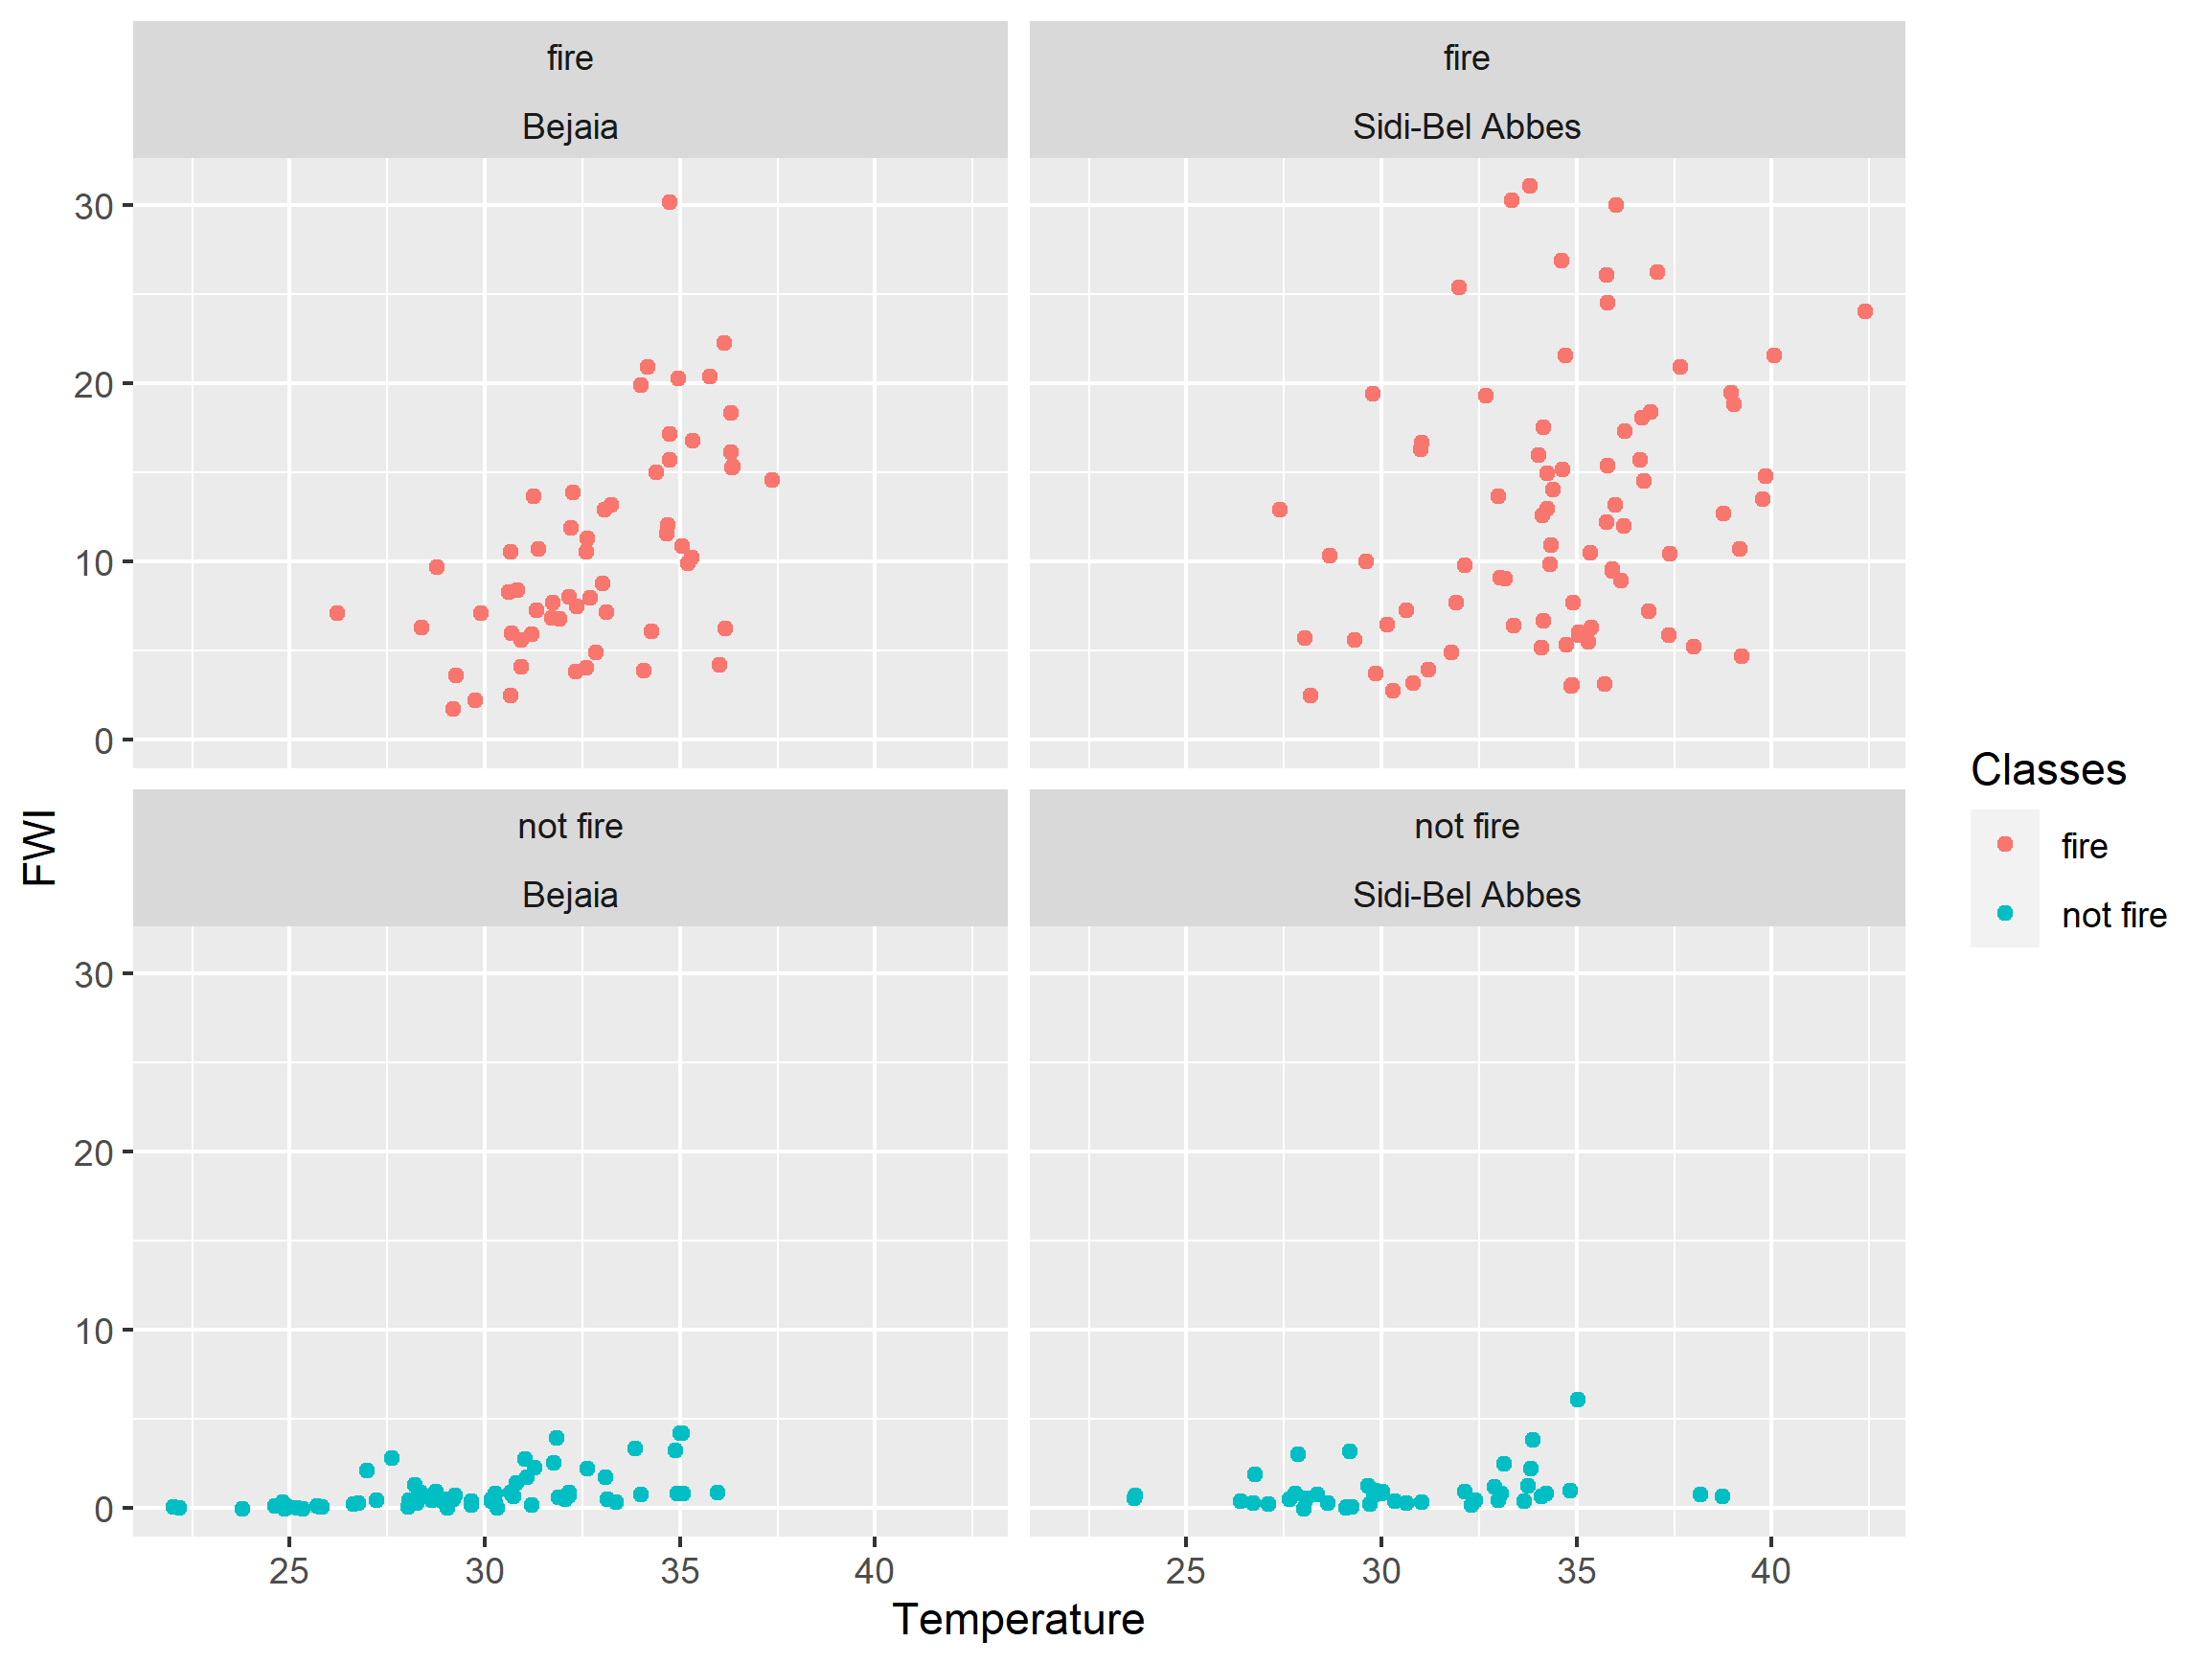 fire
Bejaia
fire
Sidi-Bel Abbes
30
20
10
0
not fire
Bejaia
not fire
Sidi-Bel Abbes
30
20
10
0
25 30 35 40
25 30 35 40
Temperature
FWI
Classes
fire
not fire